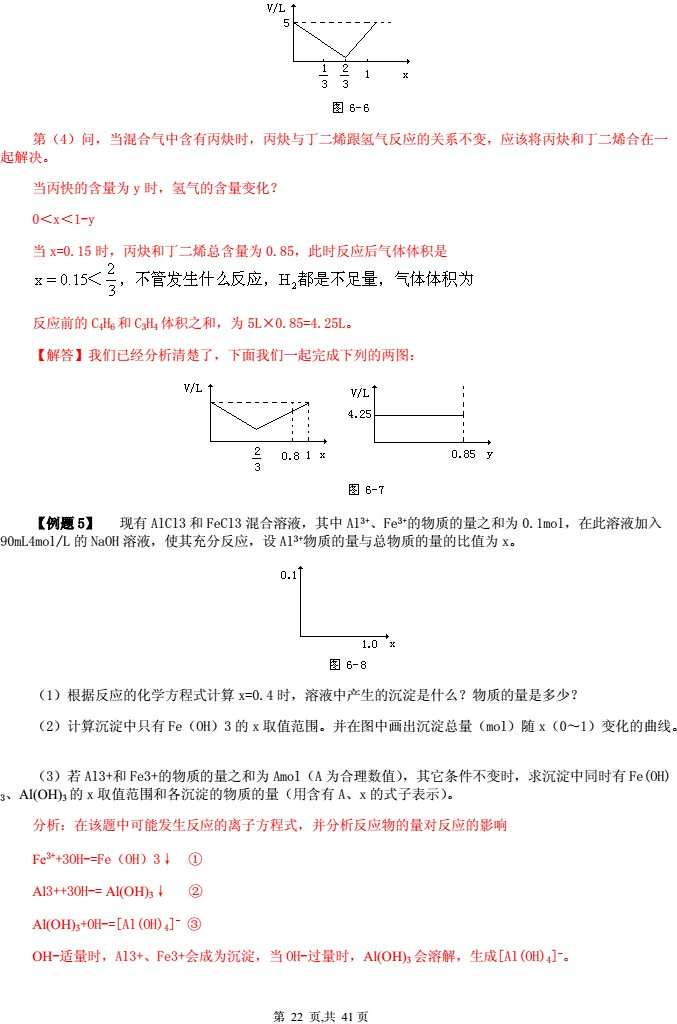 V/L
5
1/3 2/3 1 x
图 6-6
第（4）问，当混合气中含有丙炔时，丙炔与丁二烯跟氢气反应的关系不变，应该将丙炔和丁二烯合在一
起解决。
当丙快的含量为 y 时，氢气的含量变化？
0＜x＜1-y
当 x=0.15 时，丙炔和丁二烯总含量为 0.85，此时反应后气体体积是
x＝0.15＜2/3，不管发生什么反应，H₂都是不足量，气体体积为
反应前的 C₄H₆ 和 C₃H₄ 体积之和，为 5L×0.85=4.25L。
【解答】我们已经分析清楚了，下面我们一起完成下列的两图：
V/L
2/3 0.8 1 x
V/L
4.25
0.85 y
图 6-7
【例题 5】 现有 AlCl3 和 FeCl3 混合溶液，其中 Al³⁺、Fe³⁺的物质的量之和为 0.1mol，在此溶液加入
90mL4mol/L 的 NaOH 溶液，使其充分反应，设 Al³⁺物质的量与总物质的量的比值为 x。
0.1
1.0 x
图 6-8
（1）根据反应的化学方程式计算 x=0.4 时，溶液中产生的沉淀是什么？物质的量是多少？
（2）计算沉淀中只有 Fe（OH）3 的 x 取值范围。并在图中画出沉淀总量（mol）随 x（0～1）变化的曲线。
（3）若 Al3+和 Fe3+的物质的量之和为 Amol（A 为合理数值），其它条件不变时，求沉淀中同时有 Fe(OH)
₃、Al(OH)₃ 的 x 取值范围和各沉淀的物质的量（用含有 A、x 的式子表示）。
分析：在该题中可能发生反应的离子方程式，并分析反应物的量对反应的影响
Fe³⁺+3OH-=Fe（OH）3↓ ①
Al3++3OH-= Al(OH)₃↓ ②
Al(OH)₃+OH-=[Al(OH)₄]⁻ ③
OH-适量时，Al3+、Fe3+会成为沉淀，当 OH-过量时，Al(OH)₃ 会溶解，生成[Al(OH)₄]⁻。
第 22 页,共 41 页